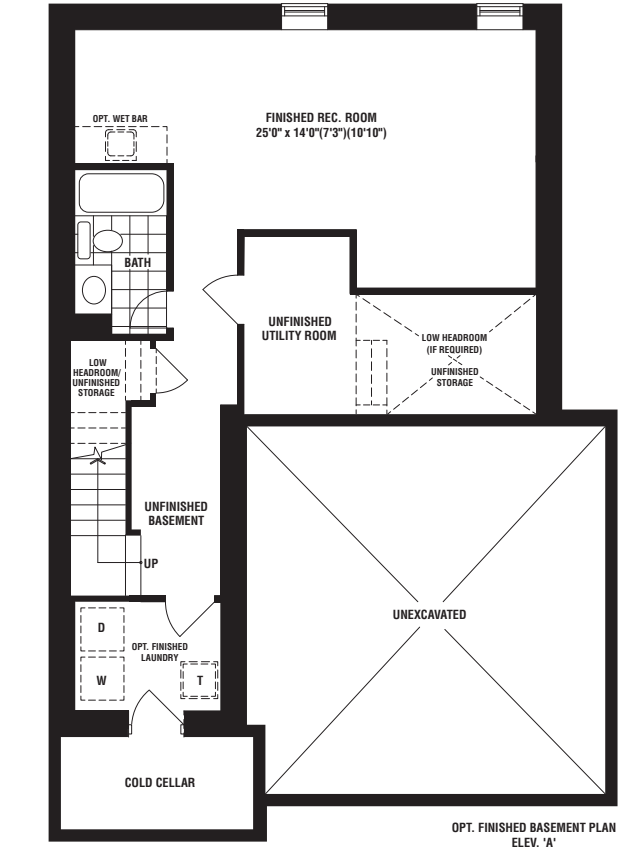 OPT. WET BAR
FINISHED REC. ROOM
25'0" x 14'0"(7'3")(10'10")
BATH
UNFINISHED
UTILITY ROOM
LOW HEADROOM
(IF REQUIRED)
UNFINISHED
STORAGE
LOW
HEADROOM/
UNFINISHED
STORAGE
UNFINISHED
BASEMENT
UP
UNEXCAVATED
D
OPT. FINISHED
LAUNDRY
W
T
COLD CELLAR
OPT. FINISHED BASEMENT PLAN
ELEV. 'A'